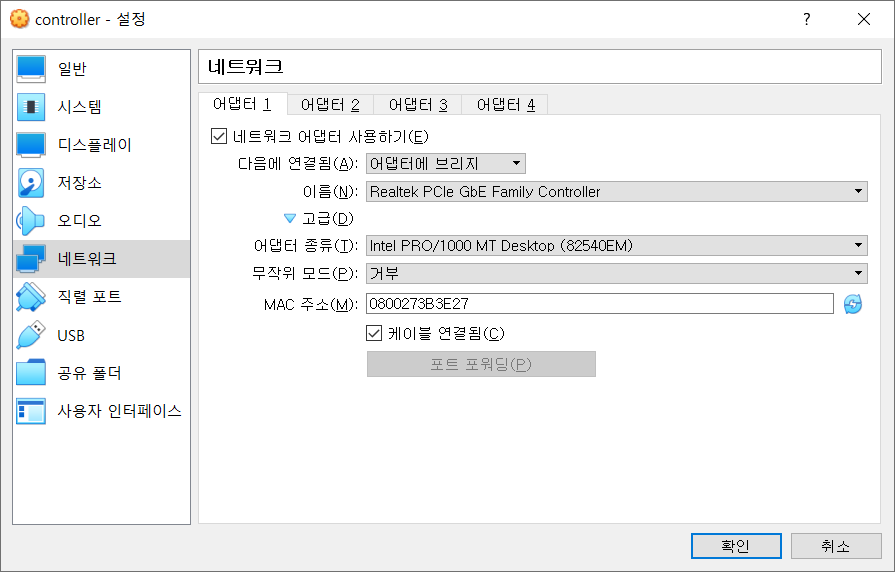 controller - 설정
?
일반
시스템
디스플레이
저장소
오디오
네트워크
직렬 포트
USB
공유 폴더
사용자 인터페이스
네트워크
어댑터 1 어댑터 2 어댑터 3 어댑터 4
네트워크 어댑터 사용하기(E)
다음에 연결됨(A): 어댑터에 브리지
이름(N): Realtek PCIe GbE Family Controller
고급(D)
어댑터 종류(T): Intel PRO/1000 MT Desktop (82540EM)
무작위 모드(P): 거부
MAC 주소(M): 0800273B3E27
케이블 연결됨(C)
포트 포워딩(P)
확인 취소